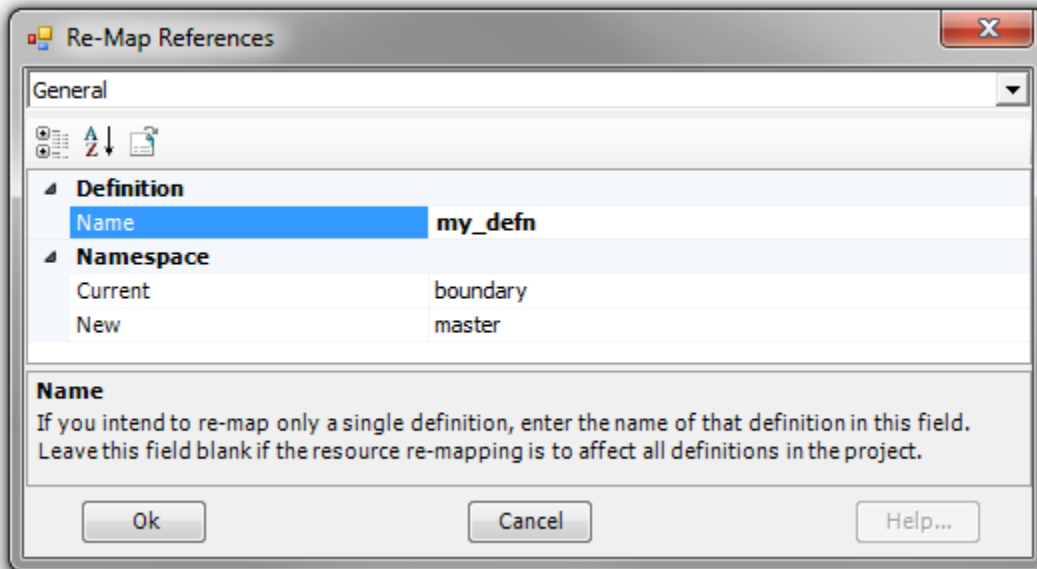 Re-Map References
General
Definition
Name my_defn
Namespace
Current boundary
New master
Name
If you intend to re-map only a single definition, enter the name of that definition in this field.
Leave this field blank if the resource re-mapping is to affect all definitions in the project.
Ok Cancel Help...